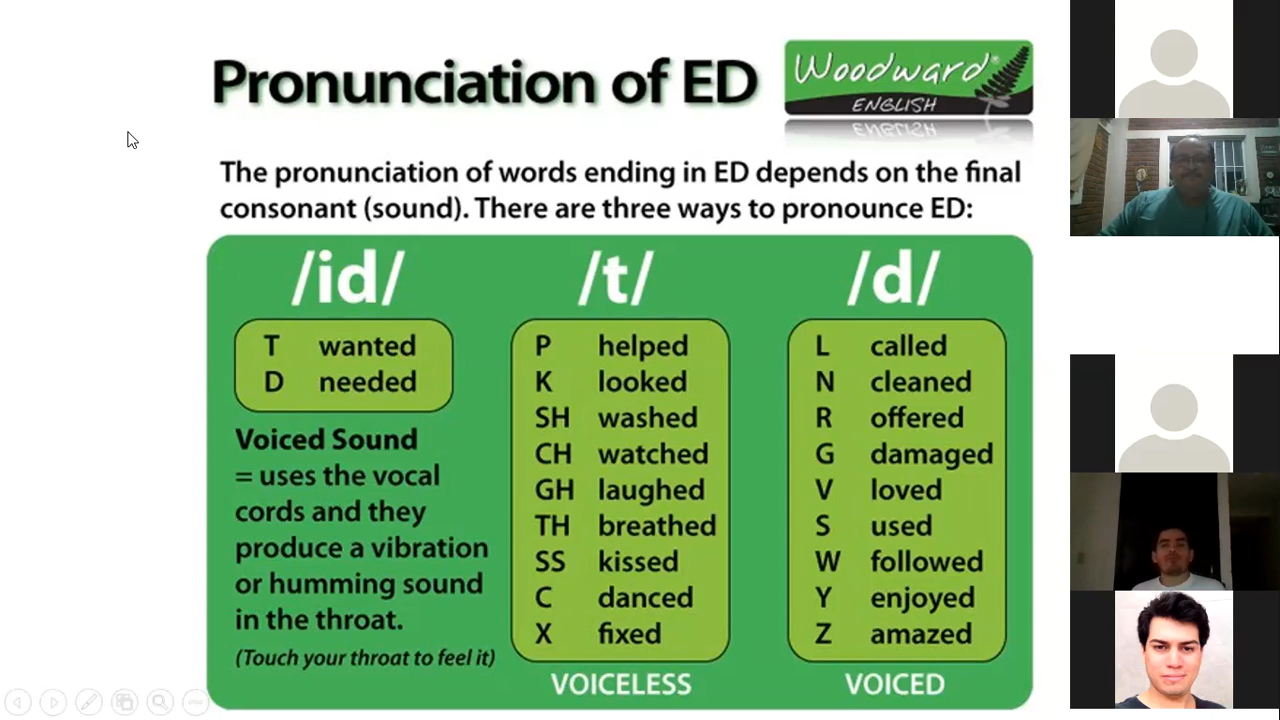 Pronunciation of ED
Woodward®
ENGLISH
The pronunciation of words ending in ED depends on the final
consonant (sound). There are three ways to pronounce ED:
/id/
T wanted
D needed
Voiced Sound
= uses the vocal
cords and they
produce a vibration
or humming sound
in the throat.
(Touch your throat to feel it)
/t/
P helped
K looked
SH washed
CH watched
GH laughed
TH breathed
SS kissed
C danced
X fixed
VOICELESS
/d/
L called
N cleaned
R offered
G damaged
V loved
S used
W followed
Y enjoyed
Z amazed
VOICED